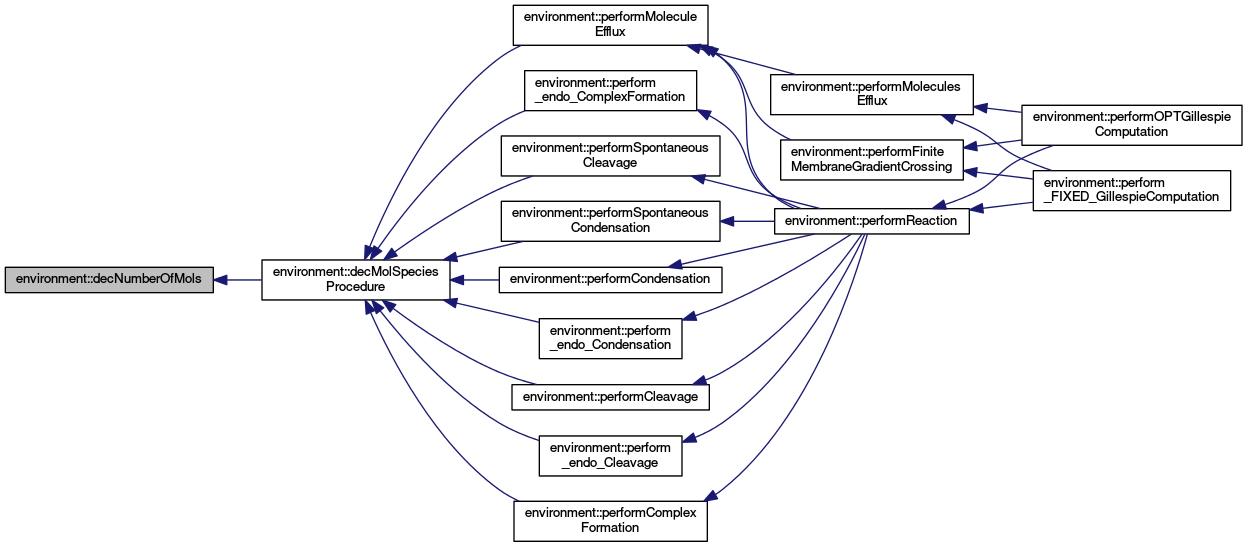 environment::decNumberOfMols
environment::decMolSpecies
Procedure
environment::performMolecule
Efflux
environment::perform
_endo_ComplexFormation
environment::performSpontaneous
Cleavage
environment::performSpontaneous
Condensation
environment::performCondensation
environment::perform
_endo_Condensation
environment::performCleavage
environment::perform
_endo_Cleavage
environment::performComplex
Formation
environment::performMolecules
Efflux
environment::performFinite
MembraneGradientCrossing
environment::performReaction
environment::performOPTGillespie
Computation
environment::perform
_FIXED_GillespieComputation